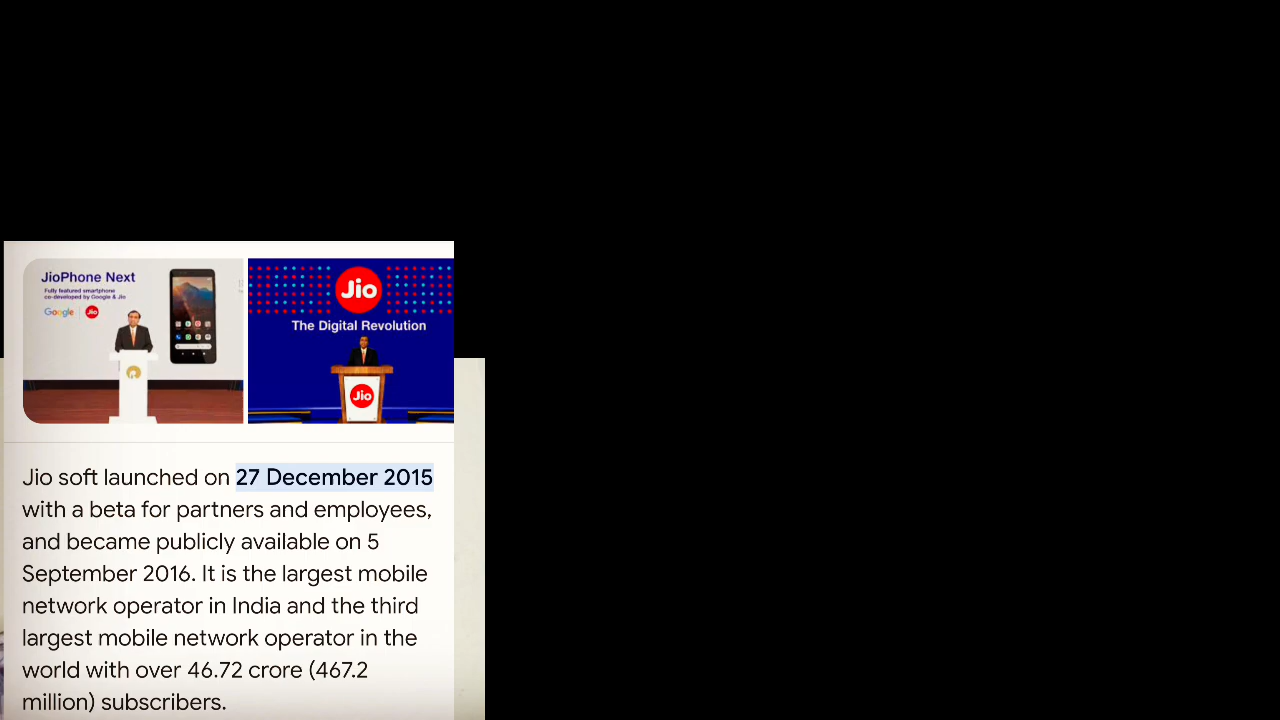 JioPhone Next
Fully featured smartphone
co-developed by Google & Jio
Google Jio
Jio
The Digital Revolution
Jio
Jio soft launched on 27 December 2015
with a beta for partners and employees,
and became publicly available on 5
September 2016. It is the largest mobile
network operator in India and the third
largest mobile network operator in the
world with over 46.72 crore (467.2
million) subscribers.